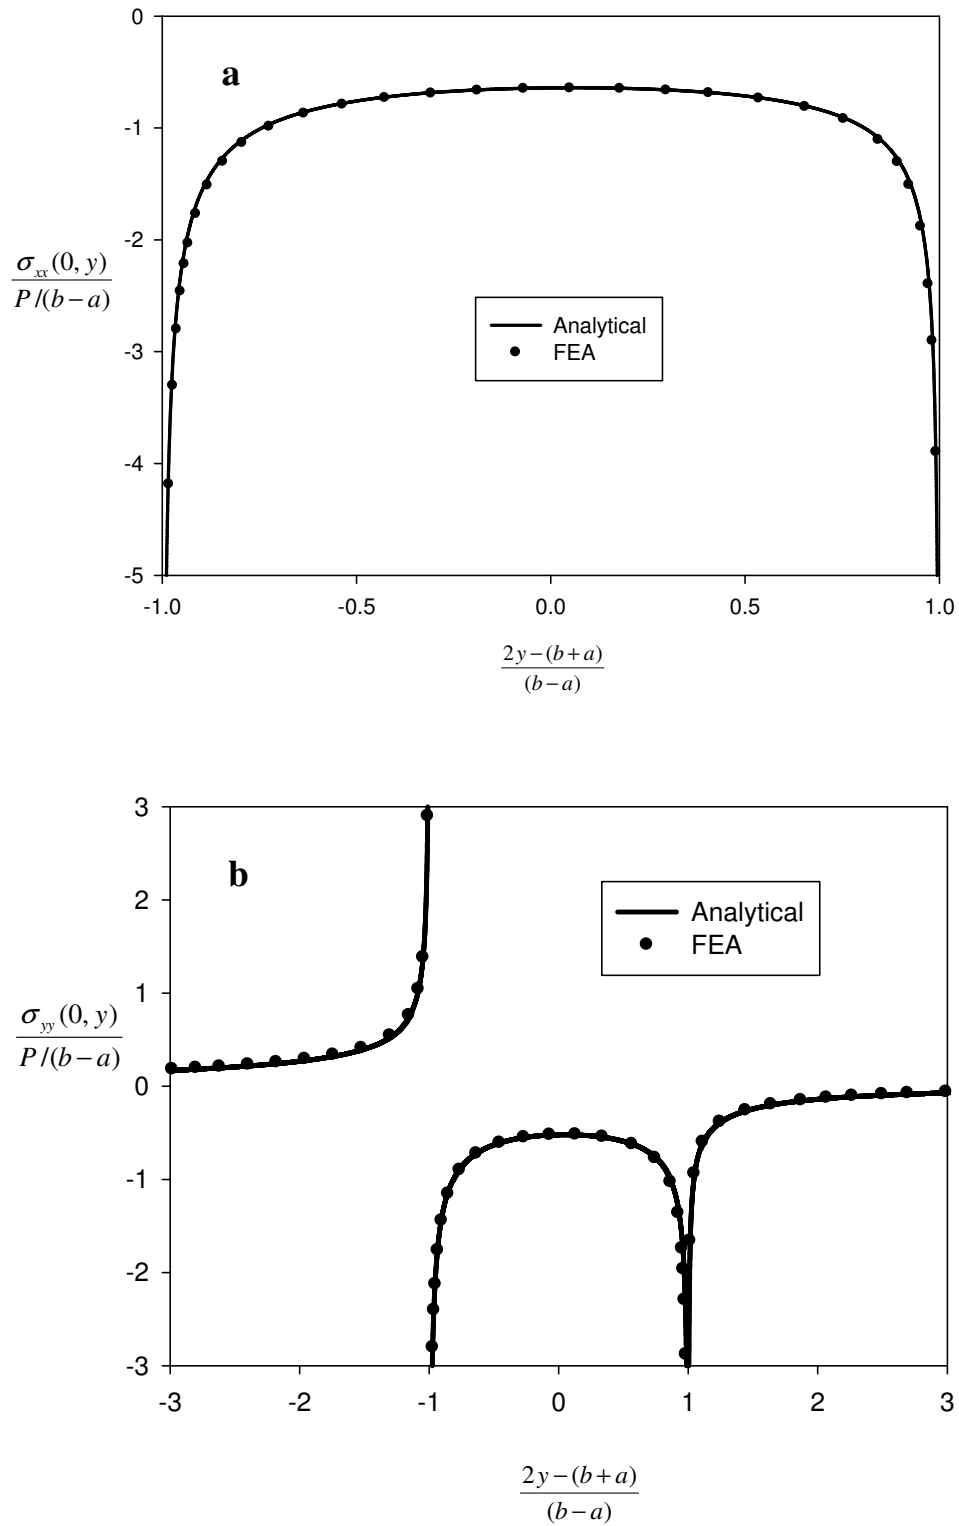 0
a
-1
-2
σxx(0, y)
P/(b−a)
Analytical
FEA
-3
-4
-5
-1.0 -0.5 0.0 0.5 1.0
2y−(b+a)
(b−a)
3
b
2
Analytical
FEA
1
σyy(0, y)
P/(b−a)
0
-1
-2
-3
-3 -2 -1 0 1 2 3
2y−(b+a)
(b−a)